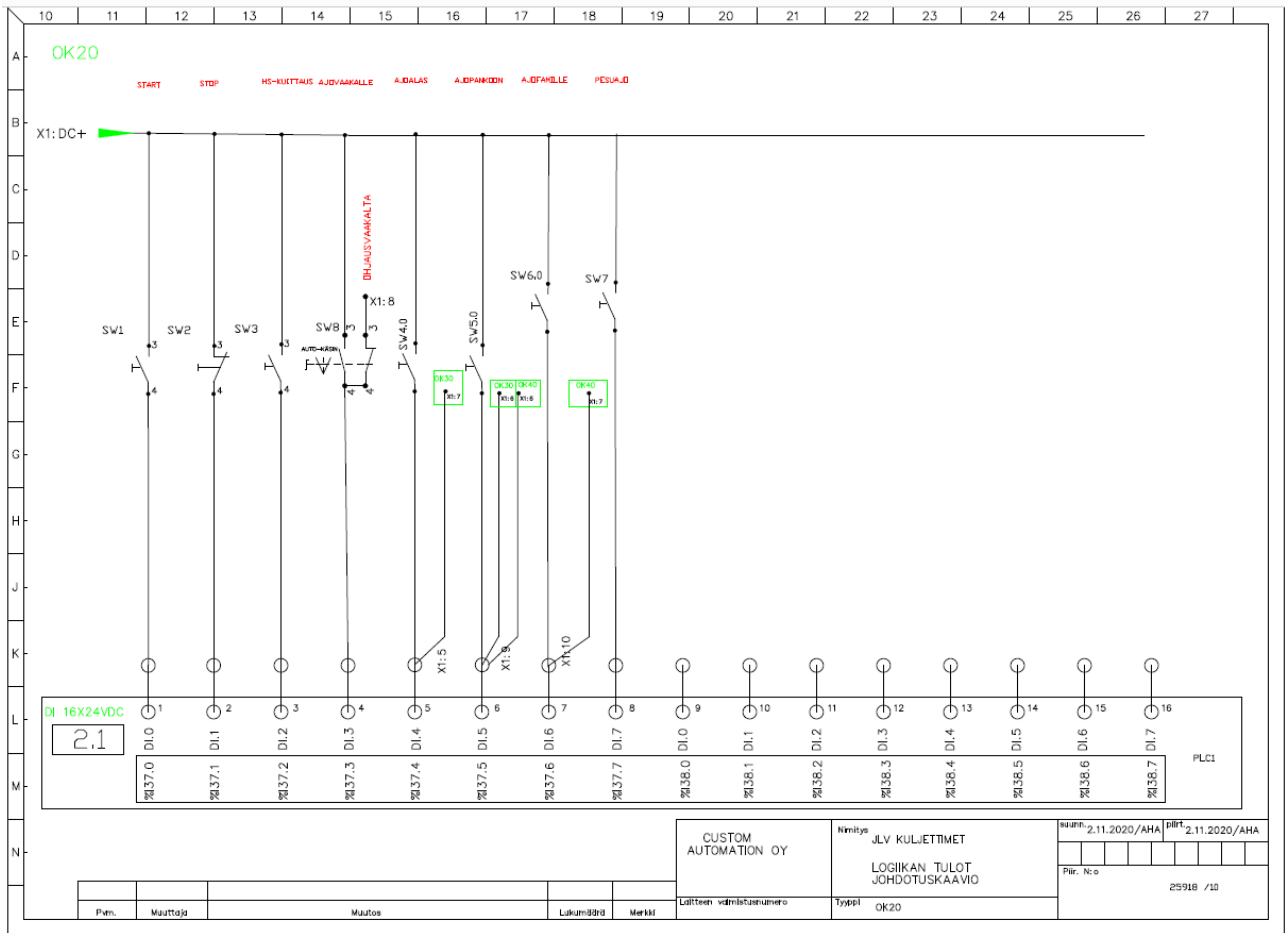 10 11 12 13 14 15 16 17 18 19 20 21 22 23 24 25 26 27
A
OK20
START STOP HS-KUITTAUS AJOVAAKALLE AJOALAS AJOPANKOON AJOFAMILLE PESUAJO
B
X1: DC+
C
OHJAUSVAAKALTA
D
SW6.0 SW7
X1: 8
E
SW1 SW2 SW3 SW8 SW4.0 SW5.0
3 3 3 3 3
AUTO-KÄSIN
F
OK30 OK30 OK40 OK40
X1:7 X1:6 X1:6 X1:7
4 4 4 4 4
G
H
J
K
X1: 5 X1: 9 X1: 10
L
DI 16X24VDC
1 2 3 4 5 6 7 8 9 10 11 12 13 14 15 16
2.1
DI.0 DI.1 DI.2 DI.3 DI.4 DI.5 DI.6 DI.7 DI.0 DI.1 DI.2 DI.3 DI.4 DI.5 DI.6 DI.7
PLC1
M
%I37.0 %I37.1 %I37.2 %I37.3 %I37.4 %I37.5 %I37.6 %I37.7 %I38.0 %I38.1 %I38.2 %I38.3 %I38.4 %I38.5 %I38.6 %I38.7
N
CUSTOM
AUTOMATION OY
Nimitys
JLV KULJETTIMET
LOGIIKAN TULOT
JOHDOTUSKAAVIO
suunn. 2.11.2020/AHA piirt. 2.11.2020/AHA
Piir. N:o
25918 /10
Laitteen valmistusnumero
Tyyppi OK20
Pvm. Muuttaja Muutos Lukumäärä Merkki